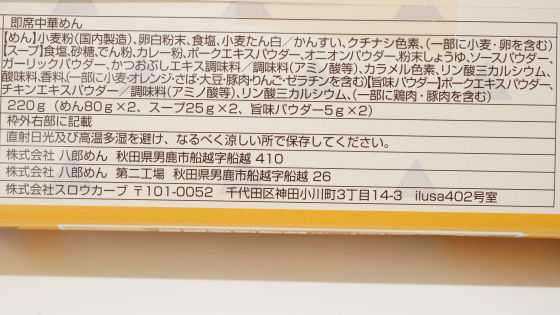 即席中華めん
【めん】小麦粉(国内製造)、卵白粉末、食塩、小麦たん白／かんすい、クチナシ色素、(一部に小麦・卵を含む)
【スープ】食塩、砂糖、でん粉、カレー粉、ポークエキスパウダー、オニオンパウダー、粉末しょうゆ、ソースパウダー、
ガーリックパウダー、かつおぶしエキス調味料／調味料(アミノ酸等)、カラメル色素、リン酸三カルシウム、
酸味料、香料、(一部に小麦・オレンジ・さば・大豆・豚肉・りんご・ゼラチンを含む)【旨味パウダー】ポークエキスパウダー、
チキンエキスパウダー／調味料(アミノ酸等)、リン酸三カルシウム、(一部に鶏肉・豚肉を含む)
220g（めん80g×2、スープ25g×2、旨味パウダー5g×2）
枠外右部に記載
直射日光及び高温多湿を避け、なるべく涼しい所で保存してください。
株式会社 八郎めん 秋田県男鹿市船越字船越 410
株式会社 八郎めん 第二工場 秋田県男鹿市船越字船越 26
株式会社スロウカーブ 〒101-0052 千代田区神田小川町3丁目14-3 ilusa402号室